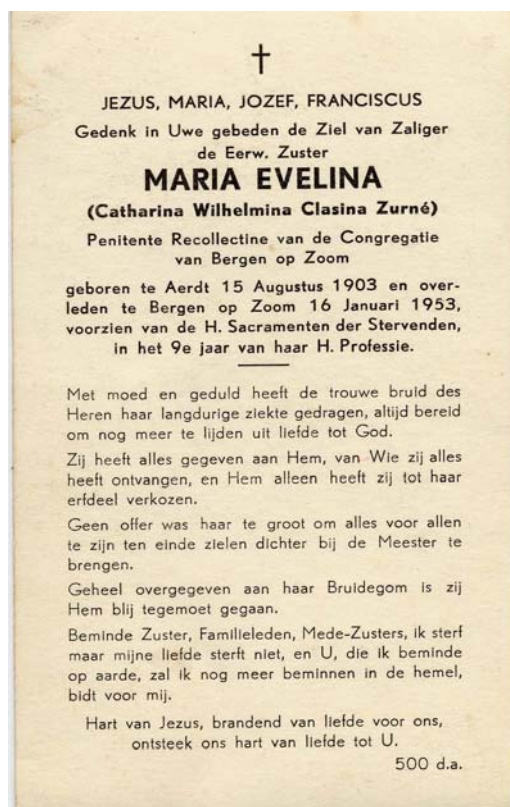 JEZUS, MARIA, JOZEF, FRANCISCUS
Gedenk in Uwe gebeden de Ziel van Zaliger
de Eerw. Zuster
MARIA EVELINA
(Catharina Wilhelmina Clasina Zurné)
Penitente Recollectine van de Congregatie
van Bergen op Zoom
geboren te Aerdt 15 Augustus 1903 en over-
leden te Bergen op Zoom 16 Januari 1953,
voorzien van de H. Sacramenten der Stervenden,
in het 9e jaar van haar H. Professie.
Met moed en geduld heeft de trouwe bruid des
Heren haar langdurige ziekte gedragen, altijd bereid
om nog meer te lijden uit liefde tot God.
Zij heeft alles gegeven aan Hem, van Wie zij alles
heeft ontvangen, en Hem alleen heeft zij tot haar
erfdeel verkozen.
Geen offer was haar te groot om alles voor allen
te zijn ten einde zielen dichter bij de Meester te
brengen.
Geheel overgegeven aan haar Bruidegom is zij
Hem blij tegemoet gegaan.
Beminde Zuster, Familieleden, Mede-Zusters, ik sterf
maar mijne liefde sterft niet, en U, die ik beminde
op aarde, zal ik nog meer beminnen in de hemel,
bidt voor mij.
Hart van Jezus, brandend van liefde voor ons,
ontsteek ons hart van liefde tot U.
500 d.a.